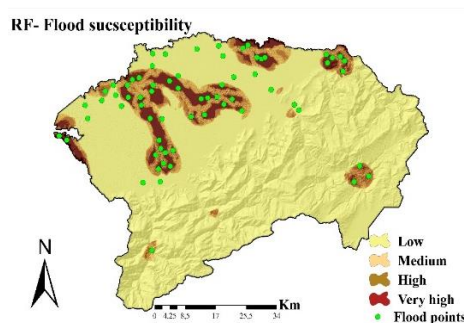 RF- Flood sucsceptibility
N
Low
Medium
High
Very high
Flood points
Km
0 4,25 8,5 17 25,5 34